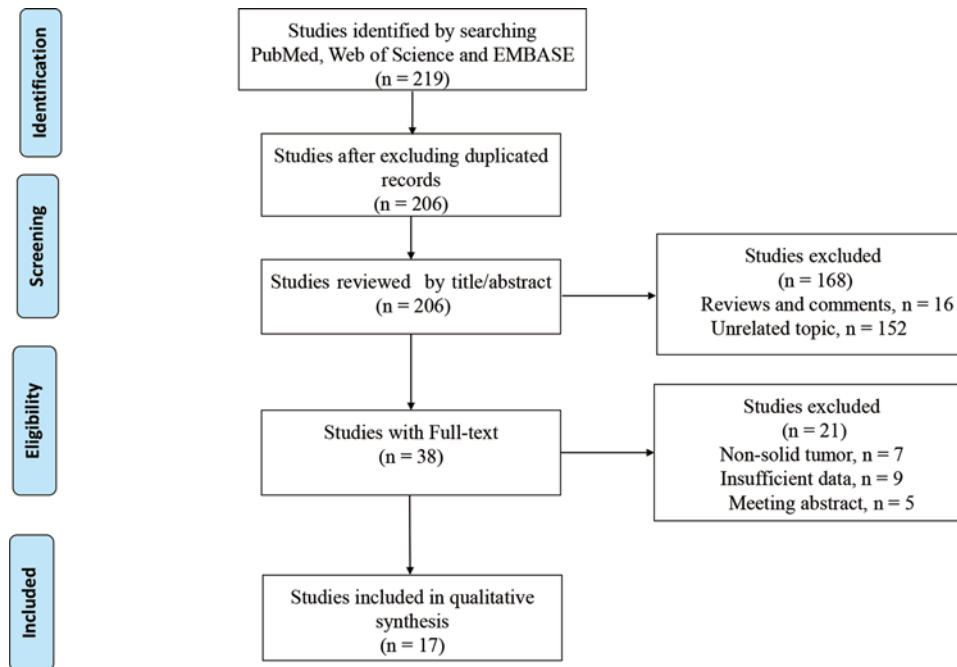 Identification
Studies identified by searching
PubMed, Web of Science and EMBASE
(n = 219)
Studies after excluding duplicated
records
(n = 206)
Screening
Studies reviewed by title/abstract
(n = 206)
Studies excluded
(n = 168)
Reviews and comments, n = 16
Unrelated topic, n = 152
Eligibility
Studies with Full-text
(n = 38)
Studies excluded
(n = 21)
Non-solid tumor, n = 7
Insufficient data, n = 9
Meeting abstract, n = 5
Included
Studies included in qualitative
synthesis
(n = 17)